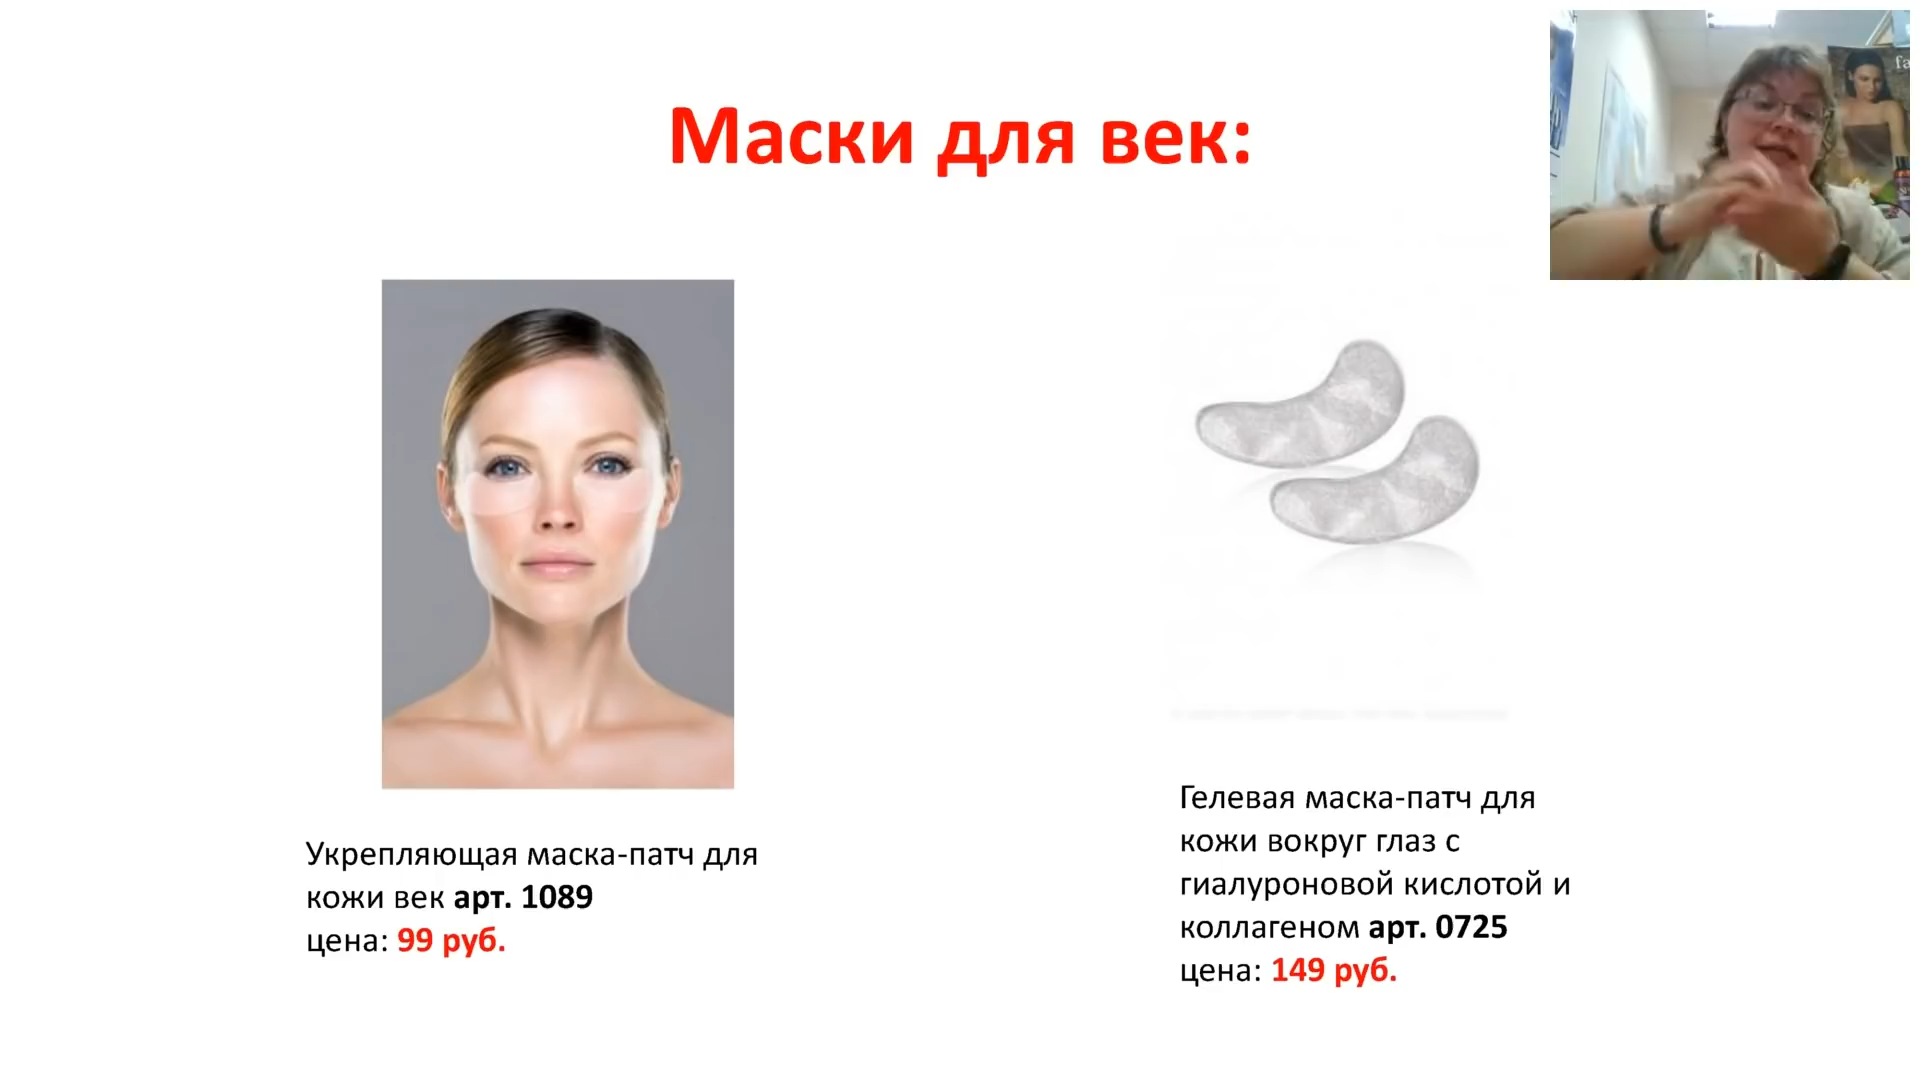 Маски для век:
fa
Укрепляющая маска-патч для
кожи век арт. 1089
цена: 99 руб.
Гелевая маска-патч для
кожи вокруг глаз с
гиалуроновой кислотой и
коллагеном арт. 0725
цена: 149 руб.